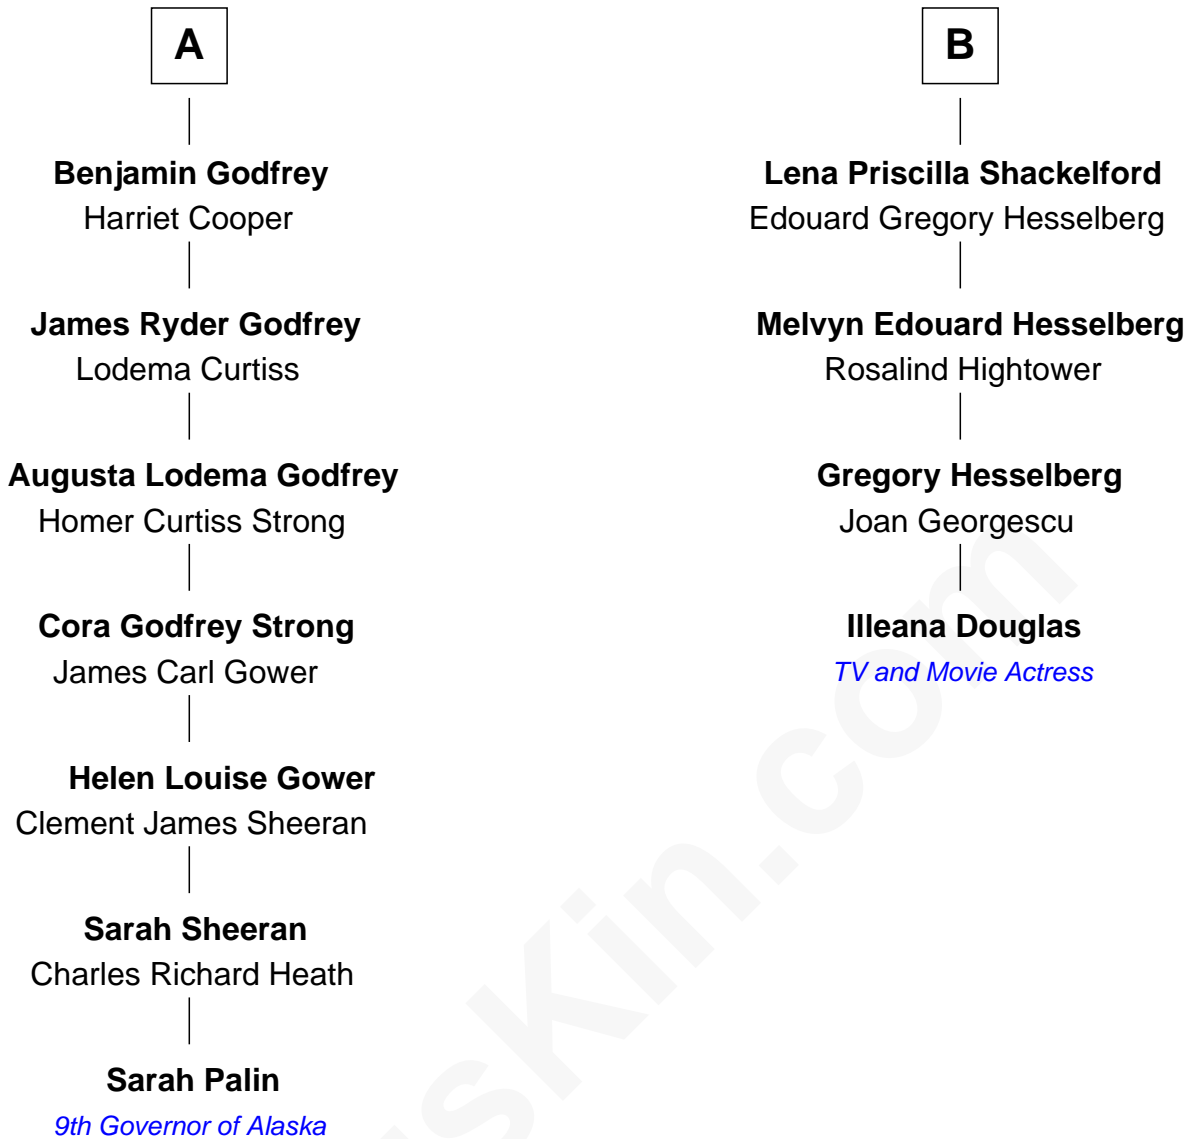 A
Benjamin Godfrey
Harriet Cooper
James Ryder Godfrey
Lodema Curtiss
Augusta Lodema Godfrey
Homer Curtiss Strong
Cora Godfrey Strong
James Carl Gower
Helen Louise Gower
Clement James Sheeran
Sarah Sheeran
Charles Richard Heath
Sarah Palin
9th Governor of Alaska
B
Lena Priscilla Shackelford
Edouard Gregory Hesselberg
Melvyn Edouard Hesselberg
Rosalind Hightower
Gregory Hesselberg
Joan Georgescu
Illeana Douglas
TV and Movie Actress
usKin.com